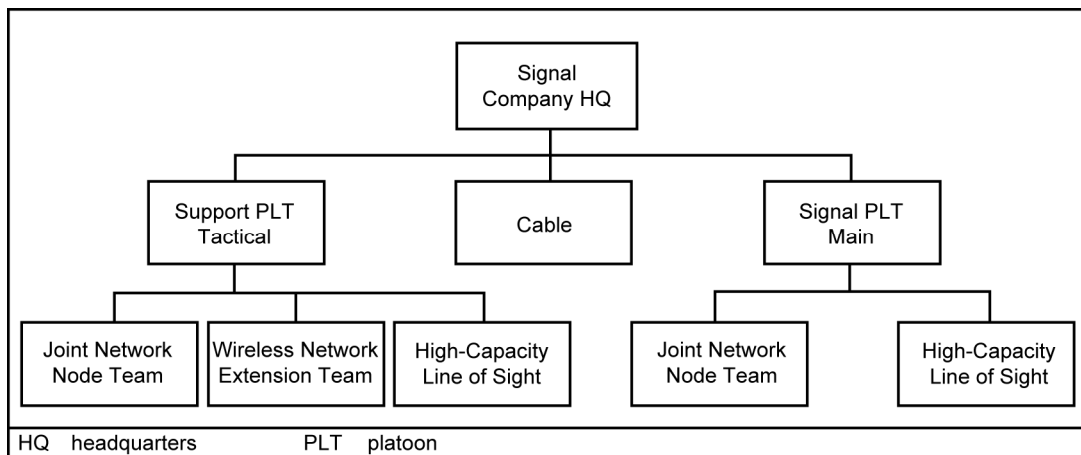 Signal
Company HQ
Support PLT
Tactical
Cable
Signal PLT
Main
Joint Network
Node Team
Wireless Network
Extension Team
High-Capacity
Line of Sight
Joint Network
Node Team
High-Capacity
Line of Sight
HQ headquarters PLT platoon